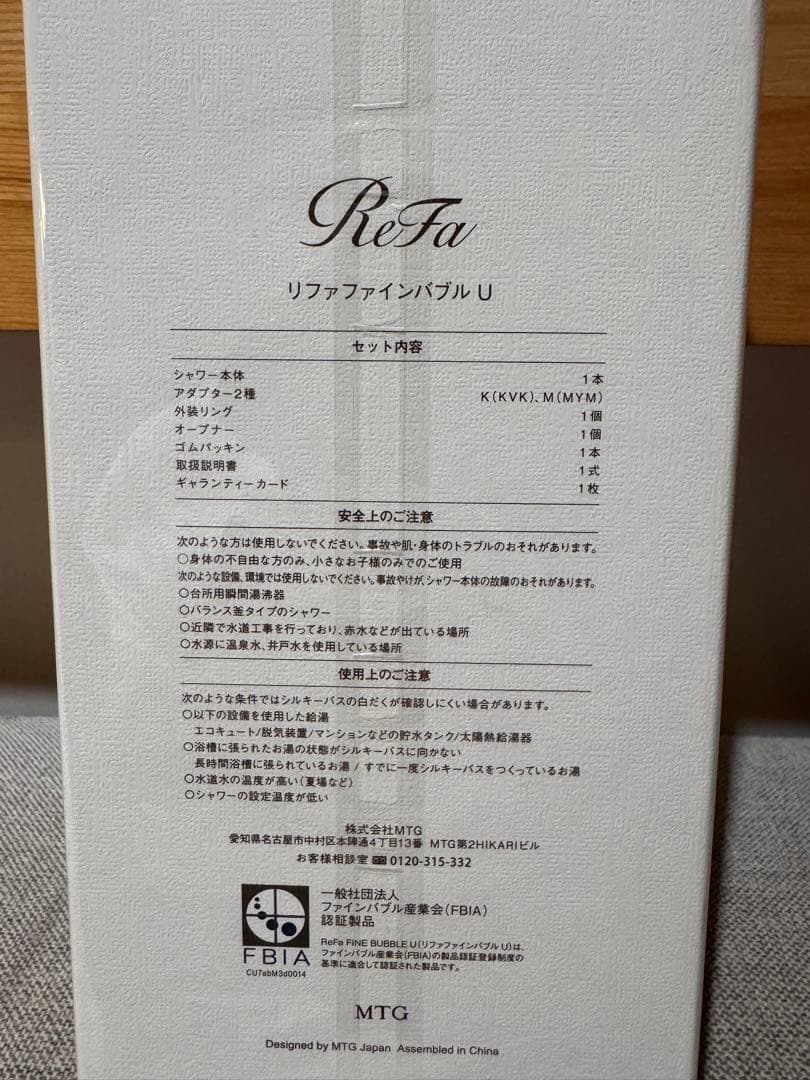 ReFa
リファファインバブル U
セット内容
シャワー本体 1本
アダプター2種 K(KVK)、M(MYM)
外装リング 1個
オープナー 1個
ゴムパッキン 1本
取扱説明書 1式
ギャランティーカード 1枚
安全上のご注意
次のような方は使用しないでください。事故や肌・身体のトラブルのおそれがあります。
○身体の不自由な方のみ、小さなお子様のみでのご使用
次のような設備、環境では使用しないでください。事故やけが、シャワー本体の故障のおそれがあります。
○台所用瞬間湯沸器
○バランス釜タイプのシャワー
○近隣で水道工事を行っており、赤水などが出ている場所
○水源に温泉水、井戸水を使用している場所
使用上のご注意
次のような条件ではシルキーバスの白だくが確認しにくい場合があります。
○以下の設備を使用した給湯
エコキュート/脱気装置/マンションなどの貯水タンク/太陽熱給湯器
○浴槽に張られたお湯の状態がシルキーバスに向かない
長時間浴槽に張られているお湯 / すでに一度シルキーバスをつくっているお湯
○水道水の温度が高い(夏場など)
○シャワーの設定温度が低い
株式会社MTG
愛知県名古屋市中村区本陣通4丁目13番 MTG第2HIKARIビル
お客様相談室 0120-315-332
一般社団法人
ファインバブル産業会(FBIA)
認証製品
FBIA
CU7abM3d0014
ReFa FINE BUBBLE U(リファファインバブル U)は、
ファインバブル産業会(FBIA)の製品認証登録制度の
基準に適合して認証された製品です。
MTG
Designed by MTG Japan Assembled in China